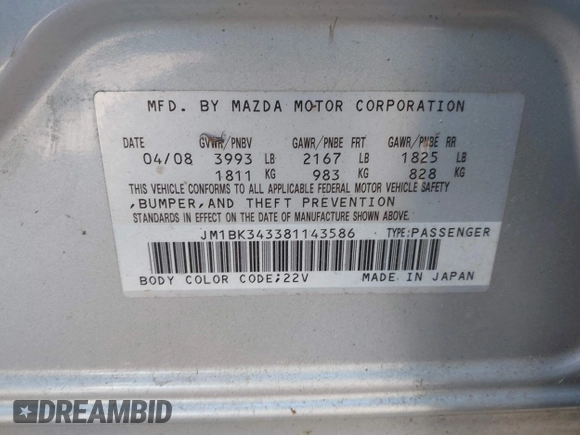 MFD. BY MAZDA MOTOR CORPORATION
DATE GVWR/PNBV GAWR/PNBE FRT GAWR/PNBE RR
04/08 3993 LB 2167 LB 1825 LB
1811 KG 983 KG 828 KG
THIS VEHICLE CONFORMS TO ALL APPLICABLE FEDERAL MOTOR VEHICLE SAFETY
,BUMPER,AND THEFT PREVENTION
STANDARDS IN EFFECT ON THE DATE OF MANUFACTURE SHOWN ABOVE.
JM1BK343381143586 TYPE:PASSENGER
BODY COLOR CODE;22V MADE IN JAPAN
DREAMBID